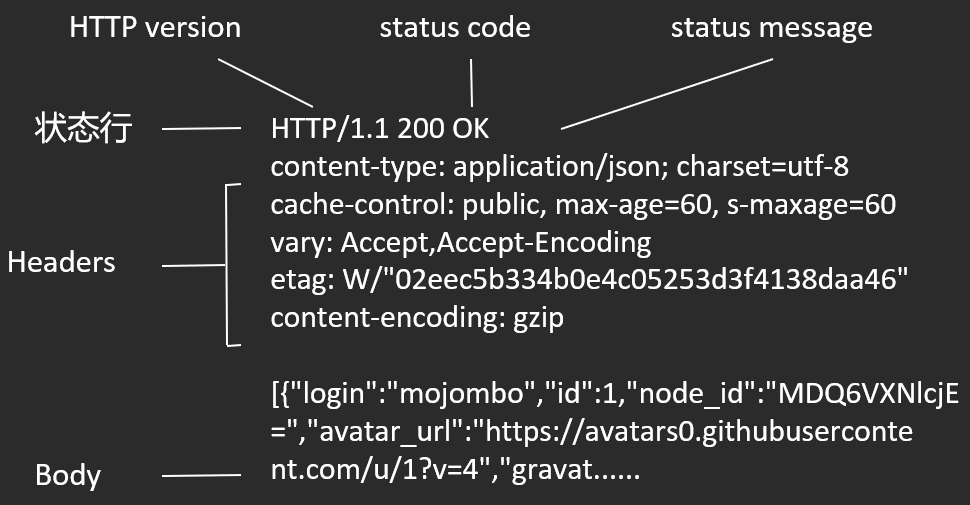 HTTP version status code status message
状态行 HTTP/1.1 200 OK
content-type: application/json; charset=utf-8
cache-control: public, max-age=60, s-maxage=60
vary: Accept,Accept-Encoding
Headers
etag: W/"02eec5b334b0e4c05253d3f4138daa46"
content-encoding: gzip
[{"login":"mojombo","id":1,"node_id":"MDQ6VXNlcjE
=","avatar_url":"https://avatars0.githubuserconte
Body nt.com/u/1?v=4","gravat......